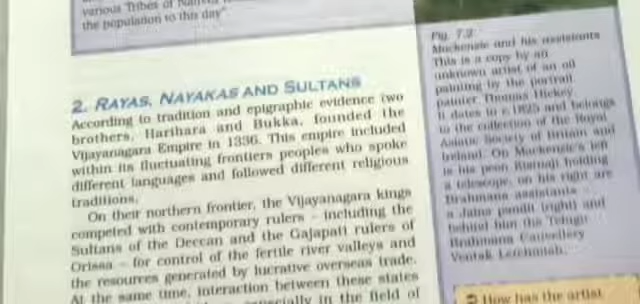 various Tribes of
the population to this day"
2. RAYAS, NAYAKAS AND SULTANS
According to tradition and epigraphic evidence two
brothers, Harihara and Bukka, founded the
Vijayanagara Empire in 1336. This empire included
within its fluctuating frontiers peoples who spoke
different languages and followed different religious
traditions.
On their northern frontier, the Vijayanagara kings
competed with contemporary rulers – including the
Sultans of the Deccan and the Gajapati rulers of
Orissa – for control of the fertile river valleys and
the resources generated by lucrative overseas trade.
At the same time, interaction between these states
especially in the field of
Fig. 7.2
Mackenzie and his assistants
This is a copy by an
unknown artist of an oil
painting by the portrait
painter Thomas Hickey.
It dates to c.1825 and belongs
to the collection of the Royal
Asiatic Society of Britain and
Ireland. On Mackenzie's left
is his peon Kistnaji holding
a telescope, on his right are
Brahmana assistants –
a Jaina pandit (right) and
behind him the Telugu
Brahmana Cauvellery
Ventak Letchmiah.
How has the artist